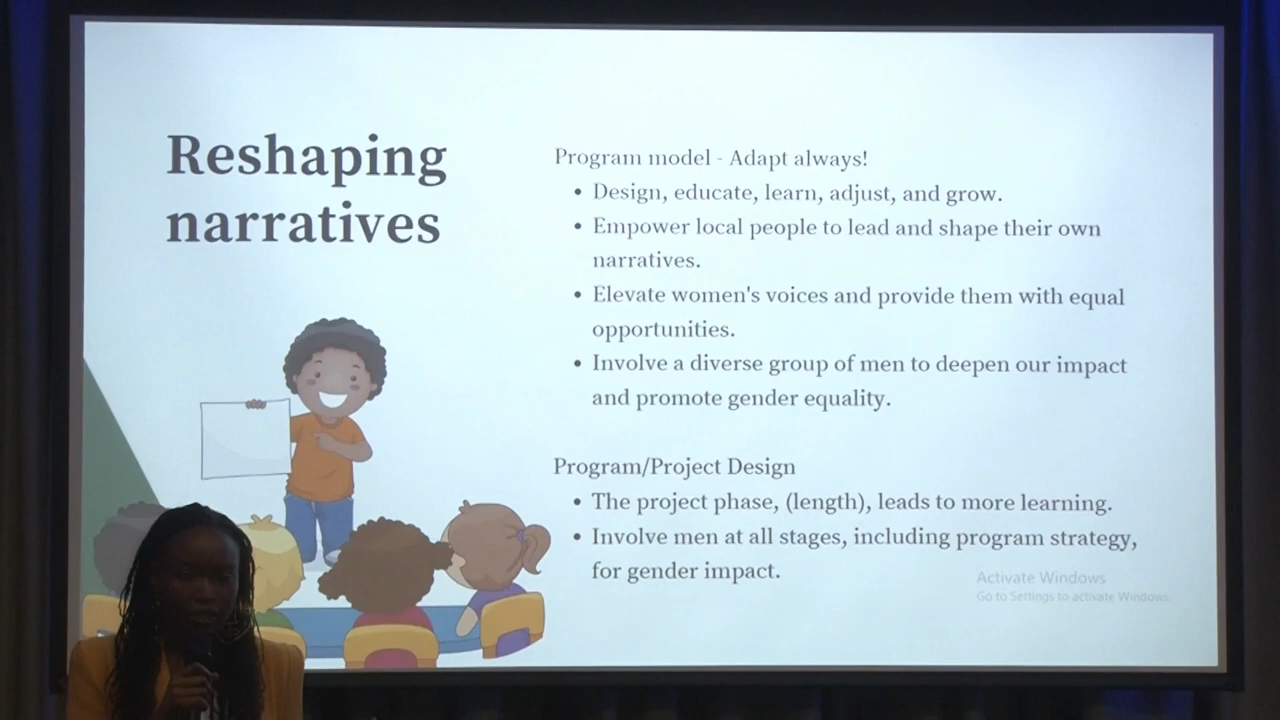 Reshaping
narratives
Program model - Adapt always!
• Design, educate, learn, adjust, and grow.
• Empower local people to lead and shape their own
narratives.
• Elevate women's voices and provide them with equal
opportunities.
• Involve a diverse group of men to deepen our impact
and promote gender equality.
Program/Project Design
• The project phase, (length), leads to more learning.
• Involve men at all stages, including program strategy,
for gender impact.
Activate Windows
Go to Settings to activate Windows.